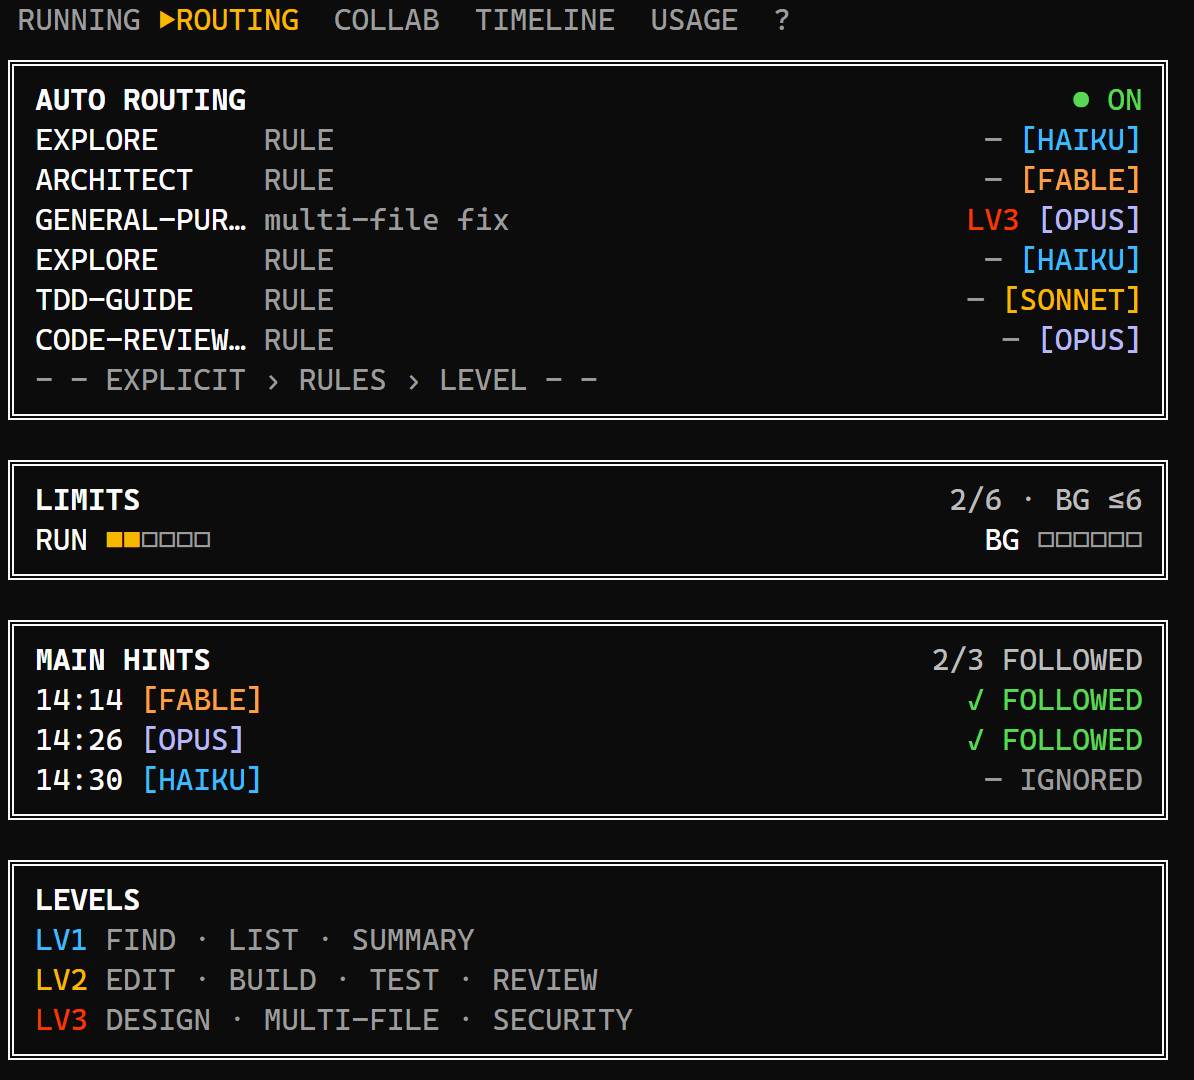 RUNNING ▶ROUTING COLLAB TIMELINE USAGE ?
AUTO ROUTING ● ON
EXPLORE RULE — [HAIKU]
ARCHITECT RULE — [FABLE]
GENERAL-PUR… multi-file fix LV3 [OPUS]
EXPLORE RULE — [HAIKU]
TDD-GUIDE RULE — [SONNET]
CODE-REVIEW… RULE — [OPUS]
— — EXPLICIT › RULES › LEVEL — —
LIMITS 2/6 · BG ≤6
RUN ■■□□□□ BG □□□□□□
MAIN HINTS 2/3 FOLLOWED
14:14 [FABLE] √ FOLLOWED
14:26 [OPUS] √ FOLLOWED
14:30 [HAIKU] — IGNORED
LEVELS
LV1 FIND · LIST · SUMMARY
LV2 EDIT · BUILD · TEST · REVIEW
LV3 DESIGN · MULTI-FILE · SECURITY